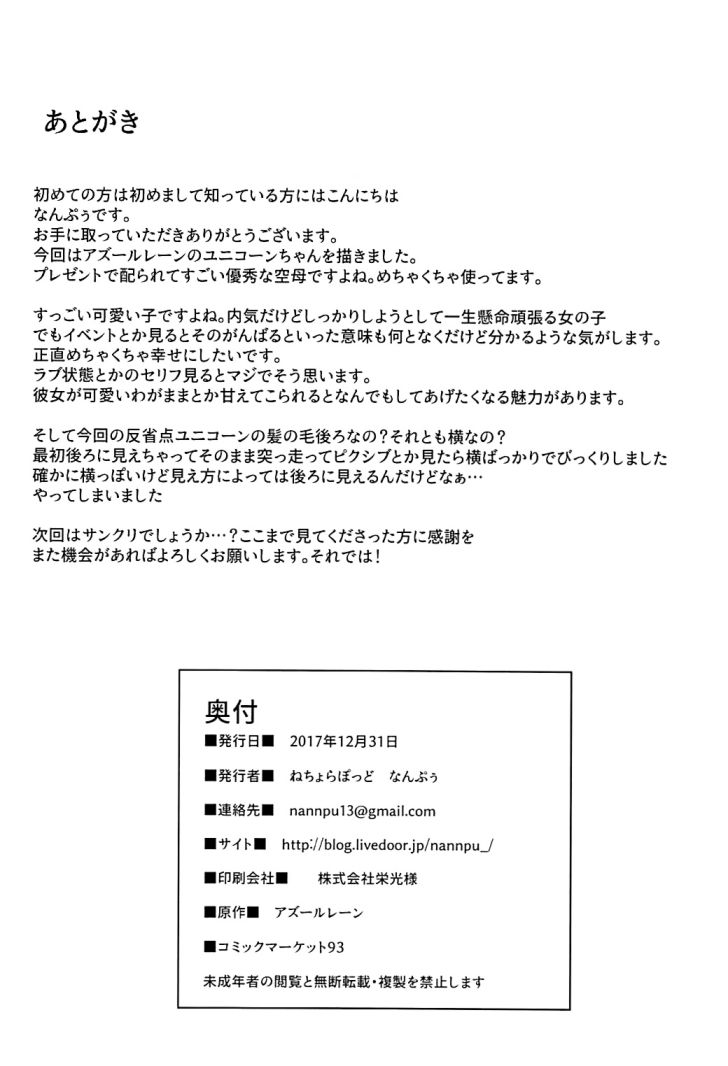 あとがき
初めての方は初めまして知っている方にはこんにちは
なんぷぅです。
お手に取っていただきありがとうございます。
今回はアズールレーンのユニコーンちゃんを描きました。
プレゼントで配られてすごい優秀な空母ですよね。めちゃくちゃ使ってます。
すっごい可愛い子ですよね。内気だけどしっかりしようとして一生懸命頑張る女の子
でもイベントとか見るとそのがんばるといった意味も何となくだけど分かるような気がします。
正直めちゃくちゃ幸せにしたいです。
ラブ状態とかのセリフ見るとマジでそう思います。
彼女が可愛いわがままとか甘えてこられるとなんでもしてあげたくなる魅力があります。
そして今回の反省点ユニコーンの髪の毛後ろなの？それとも横なの？
最初後ろに見えちゃってそのまま突っ走ってピクシブとか見たら横ばっかりでびっくりしました
確かに横っぽいけど見え方によっては後ろに見えるんだけどなぁ…
やってしまいました
次回はサンクリでしょうか…？ここまで見てくださった方に感謝を
また機会があればよろしくお願いします。それでは！
奥付
■発行日■ 2017年12月31日
■発行者■ ねちょらぽっど なんぷぅ
■連絡先■ nannpu13@gmail.com
■サイト■ http://blog.livedoor.jp/nannpu_/
■印刷会社■ 株式会社栄光様
■原作■ アズールレーン
■コミックマーケット93
未成年者の閲覧と無断転載・複製を禁止します